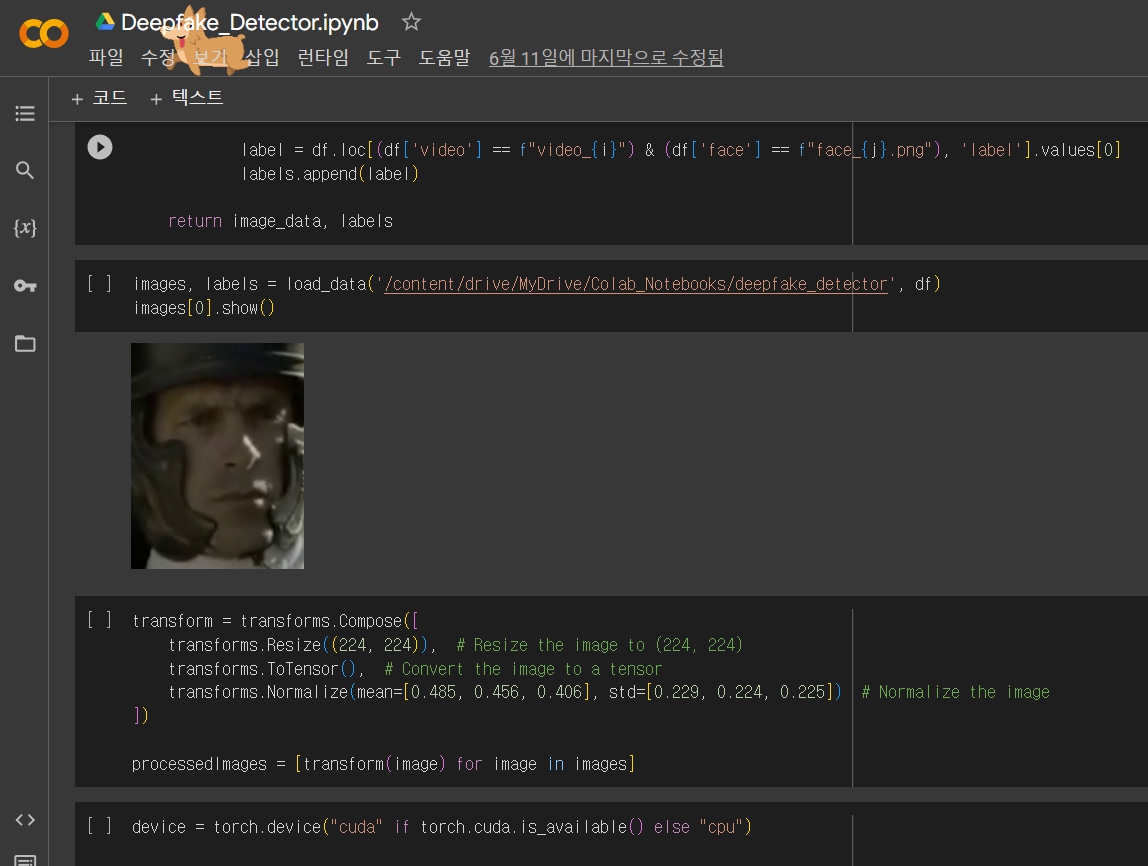 Deepfake_Detector.ipynb
파일 수정 보기 삽입 런타임 도구 도움말 6월 11일에 마지막으로 수정됨
+ 코드 + 텍스트
label = df.loc[(df['video'] == f"video_{i}") & (df['face'] == f"face_{j}.png"), 'label'].values[0]
labels.append(label)
return image_data, labels
{x}
[ ] images, labels = load_data('/content/drive/MyDrive/Colab_Notebooks/deepfake_detector', df)
images[0].show()
[ ] transform = transforms.Compose([
transforms.Resize((224, 224)), # Resize the image to (224, 224)
transforms.ToTensor(), # Convert the image to a tensor
transforms.Normalize(mean=[0.485, 0.456, 0.406], std=[0.229, 0.224, 0.225]) # Normalize the image
])
processedImages = [transform(image) for image in images]
[ ] device = torch.device("cuda" if torch.cuda.is_available() else "cpu")